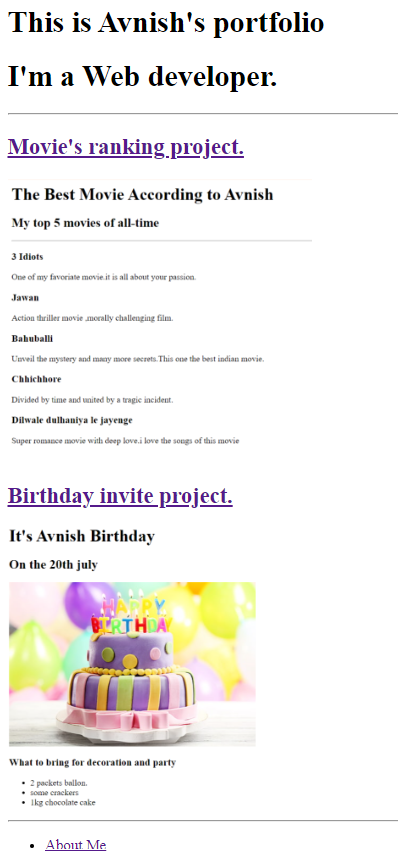 This is Avnish's portfolio
I'm a Web developer.
Movie's ranking project.
The Best Movie According to Avnish
My top 5 movies of all-time
3 Idiots
One of my favoriate movie.it is all about your passion.
Jawan
Action thriller movie ,morally challenging film.
Bahuballi
Unveil the mystery and many more secrets.This one the best indian movie.
Chhichhore
Divided by time and united by a tragic incident.
Dilwale dulhaniya le jayenge
Super romance movie with deep love.i love the songs of this movie
Birthday invite project.
It's Avnish Birthday
On the 20th july
HAPPY
BIRTHDAY
What to bring for decoration and party
2 packets ballon.
some crackers
1kg chocolate cake
About Me